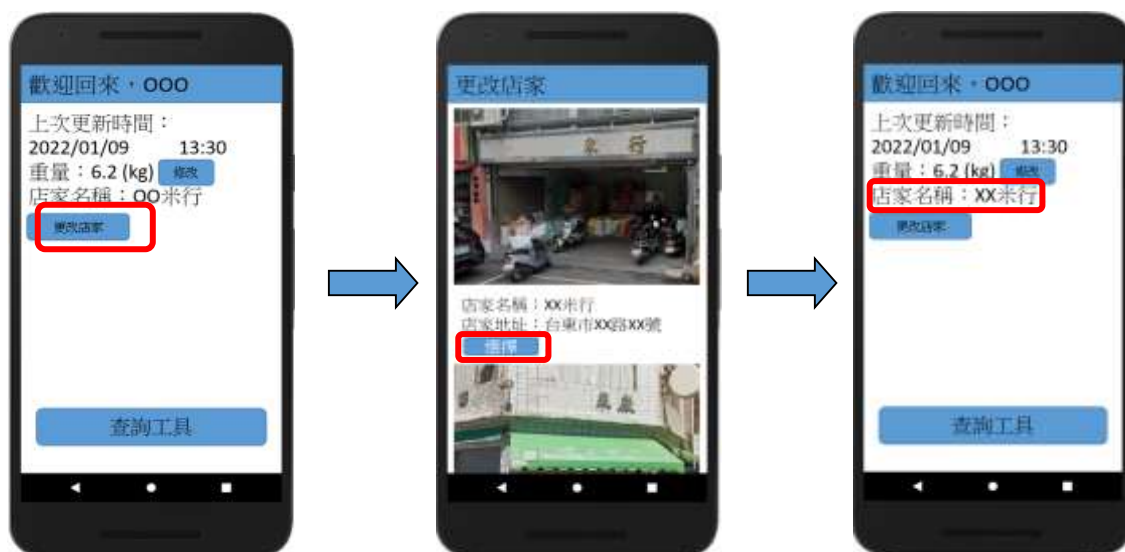 歡迎回來，OOO
上次更新時間：
2022/01/09 13:30
重量：6.2 (kg) 修改
店家名稱：OO米行
更改店家
查詢工具
更改店家
行
店家名稱：XX米行
店家地址：台東市XX路XX號
選擇
歡迎回來，OOO
上次更新時間：
2022/01/09 13:30
重量：6.2 (kg) 修改
店家名稱：XX米行
更改店家
查詢工具